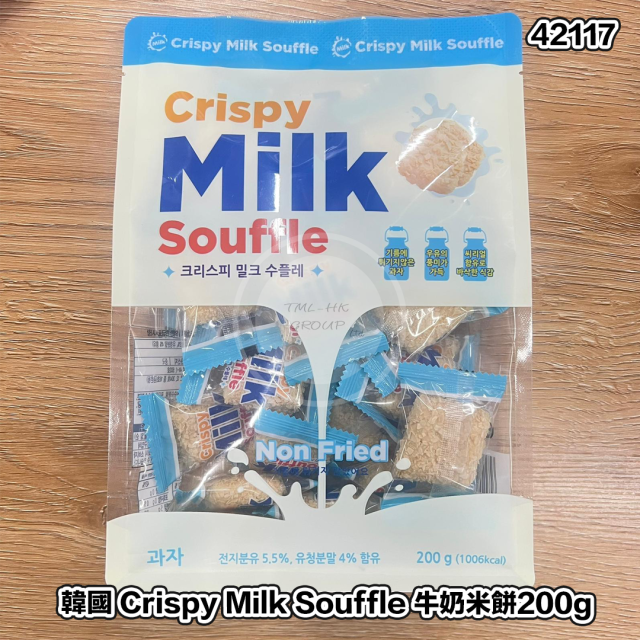 42117
Milk Crispy Milk Souffle Crispy Milk Souffle
Crispy
Milk
Souffle
크리스피 밀크 수플레
기름에
튀기지않은
과자
우유의
풍미가
가득
씨리얼
함유로
바삭한 식감
TML-HK
GROUP
Non Fried
과자
전지분유 5.5%, 유청분말 4% 함유
200 g (1006kcal)
韓國 Crispy Milk Souffle 牛奶米餅200g